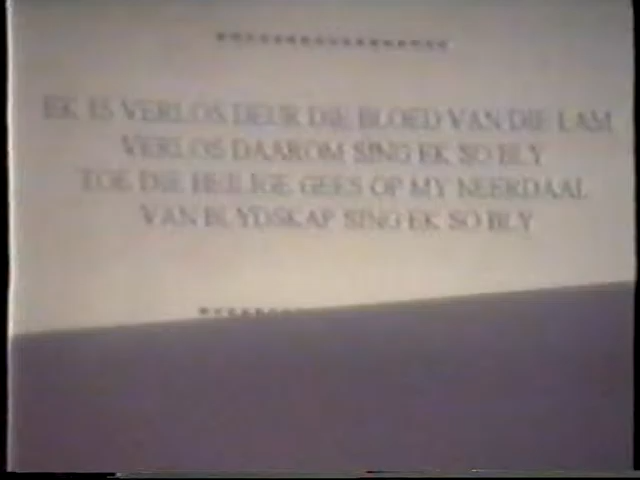 EK IS VERLOS DEUR DIE BLOED VAN DIE LAM
VERLOS DAAROM SING EK SO BLY
TOE DIE HEILIGE GEES OP MY NEERDAAL
VAN BLYDSKAP SING EK SO BLY